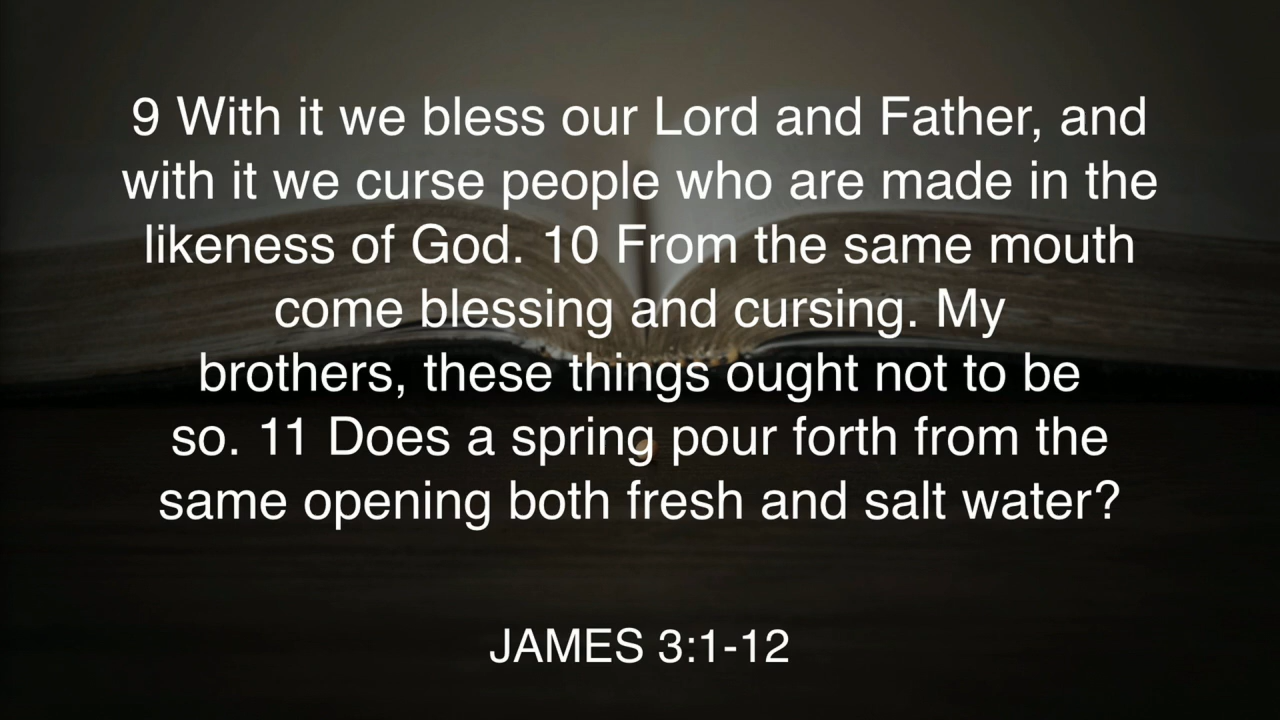 9 With it we bless our Lord and Father, and
with it we curse people who are made in the
likeness of God. 10 From the same mouth
come blessing and cursing. My
brothers, these things ought not to be
so. 11 Does a spring pour forth from the
same opening both fresh and salt water?
JAMES 3:1-12